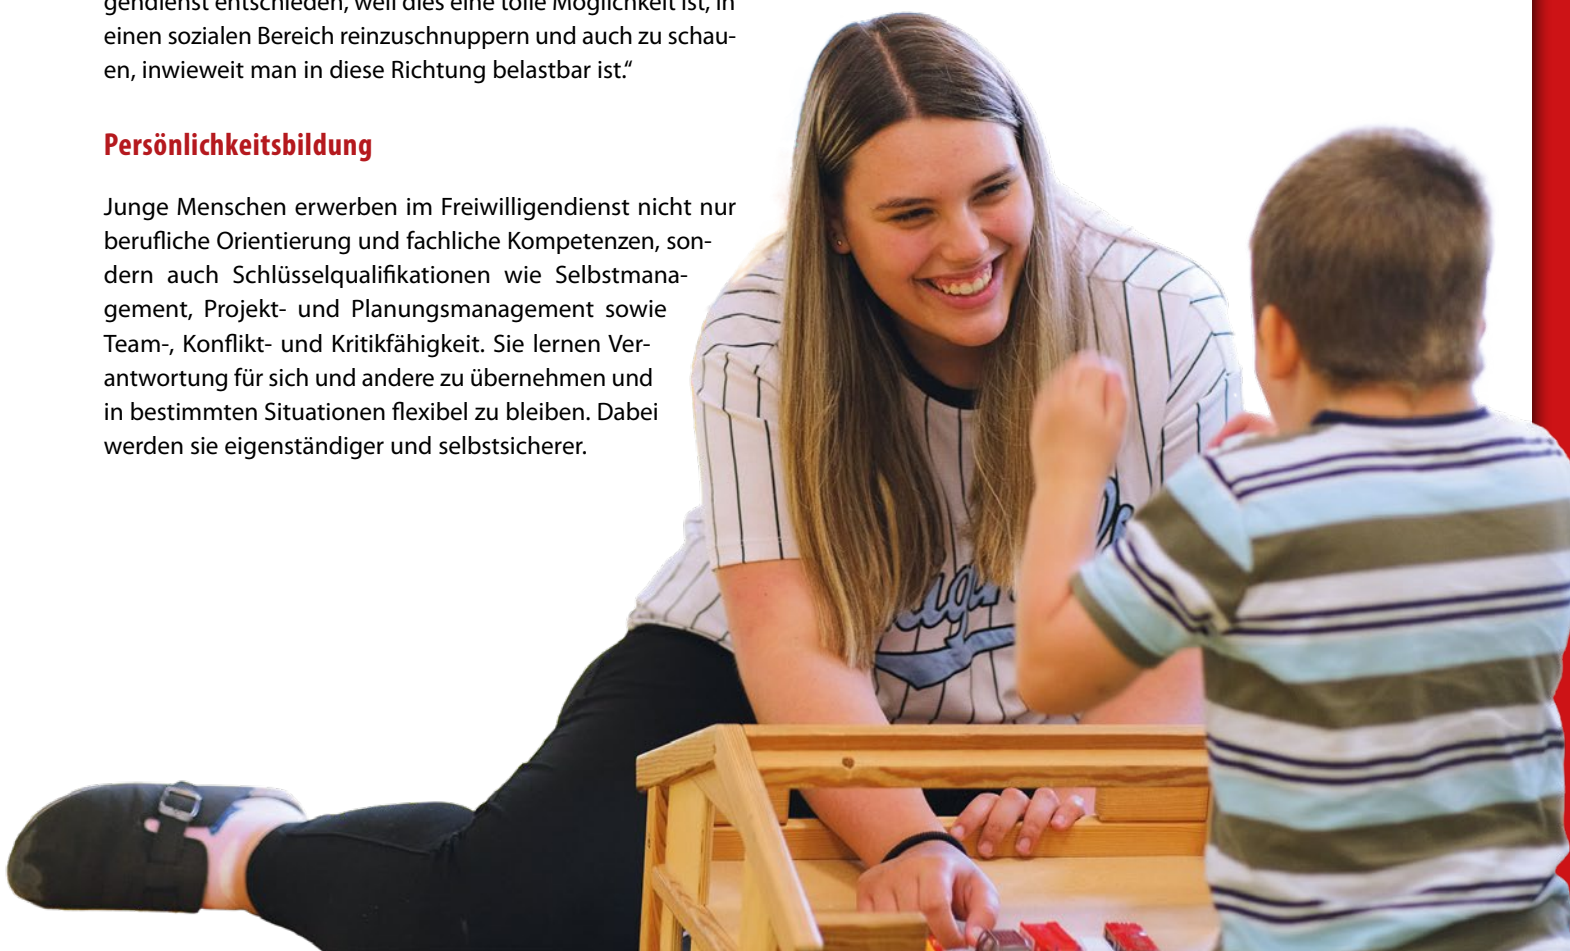 gendienst entschieden, weil dies eine tolle Möglichkeit ist, in
einen sozialen Bereich reinzuschnuppern und auch zu schau-
en, inwieweit man in diese Richtung belastbar ist.“
Persönlichkeitsbildung
Junge Menschen erwerben im Freiwilligendienst nicht nur
berufliche Orientierung und fachliche Kompetenzen, son-
dern auch Schlüsselqualifikationen wie Selbstmana-
gement, Projekt- und Planungsmanagement sowie
Team-, Konflikt- und Kritikfähigkeit. Sie lernen Ver-
antwortung für sich und andere zu übernehmen und
in bestimmten Situationen flexibel zu bleiben. Dabei
werden sie eigenständiger und selbstsicherer.